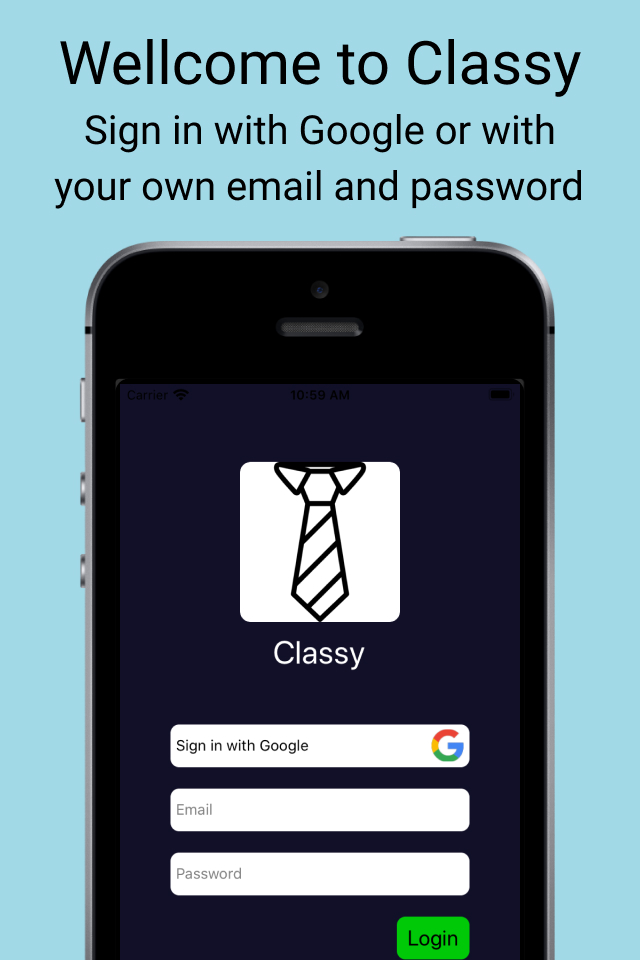 Wellcome to Classy
Sign in with Google or with
your own email and password
Carrier 10:59 AM
Classy
Sign in with Google
Email
Password
Login